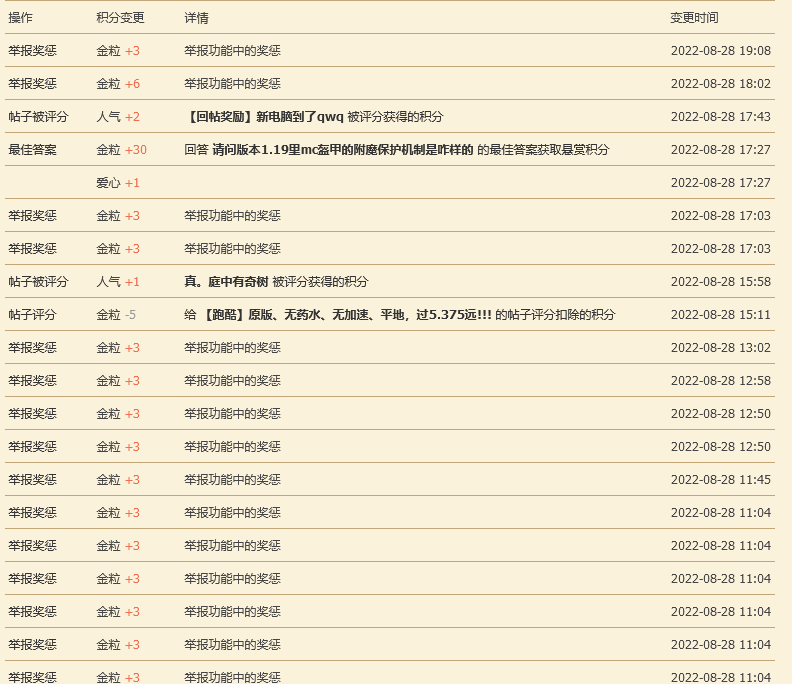 操作 积分变更 详情 变更时间
举报奖惩 金粒 +3 举报功能中的奖惩 2022-08-28 19:08
举报奖惩 金粒 +6 举报功能中的奖惩 2022-08-28 18:02
帖子被评分 人气 +2 【回帖奖励】新电脑到了qwq 被评分获得的积分 2022-08-28 17:43
最佳答案 金粒 +30 回答 请问版本1.19里mc盔甲的附魔保护机制是咋样的 的最佳答案获取悬赏积分 2022-08-28 17:27
爱心 +1 2022-08-28 17:27
举报奖惩 金粒 +3 举报功能中的奖惩 2022-08-28 17:03
举报奖惩 金粒 +3 举报功能中的奖惩 2022-08-28 17:03
帖子被评分 人气 +1 真。庭中有奇树 被评分获得的积分 2022-08-28 15:58
帖子评分 金粒 -5 给 【跑酷】原版、无药水、无加速、平地，过5.375远!!! 的帖子评分扣除的积分 2022-08-28 15:11
举报奖惩 金粒 +3 举报功能中的奖惩 2022-08-28 13:02
举报奖惩 金粒 +3 举报功能中的奖惩 2022-08-28 12:58
举报奖惩 金粒 +3 举报功能中的奖惩 2022-08-28 12:50
举报奖惩 金粒 +3 举报功能中的奖惩 2022-08-28 12:50
举报奖惩 金粒 +3 举报功能中的奖惩 2022-08-28 11:45
举报奖惩 金粒 +3 举报功能中的奖惩 2022-08-28 11:04
举报奖惩 金粒 +3 举报功能中的奖惩 2022-08-28 11:04
举报奖惩 金粒 +3 举报功能中的奖惩 2022-08-28 11:04
举报奖惩 金粒 +3 举报功能中的奖惩 2022-08-28 11:04
举报奖惩 金粒 +3 举报功能中的奖惩 2022-08-28 11:04
举报奖惩 金粒 +3 举报功能中的奖惩 2022-08-28 11:04